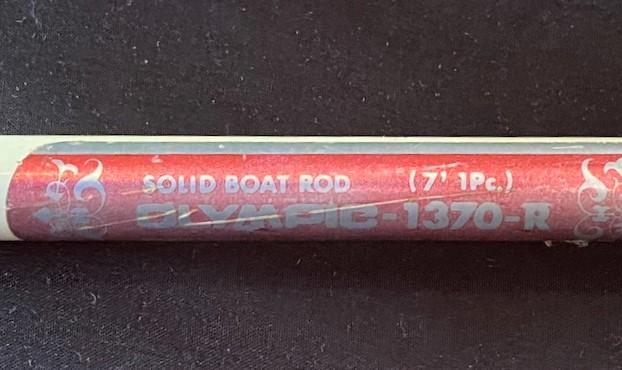 SOLID BOAT ROD (7' 1Pc.)
OLYMPIC-1370-R